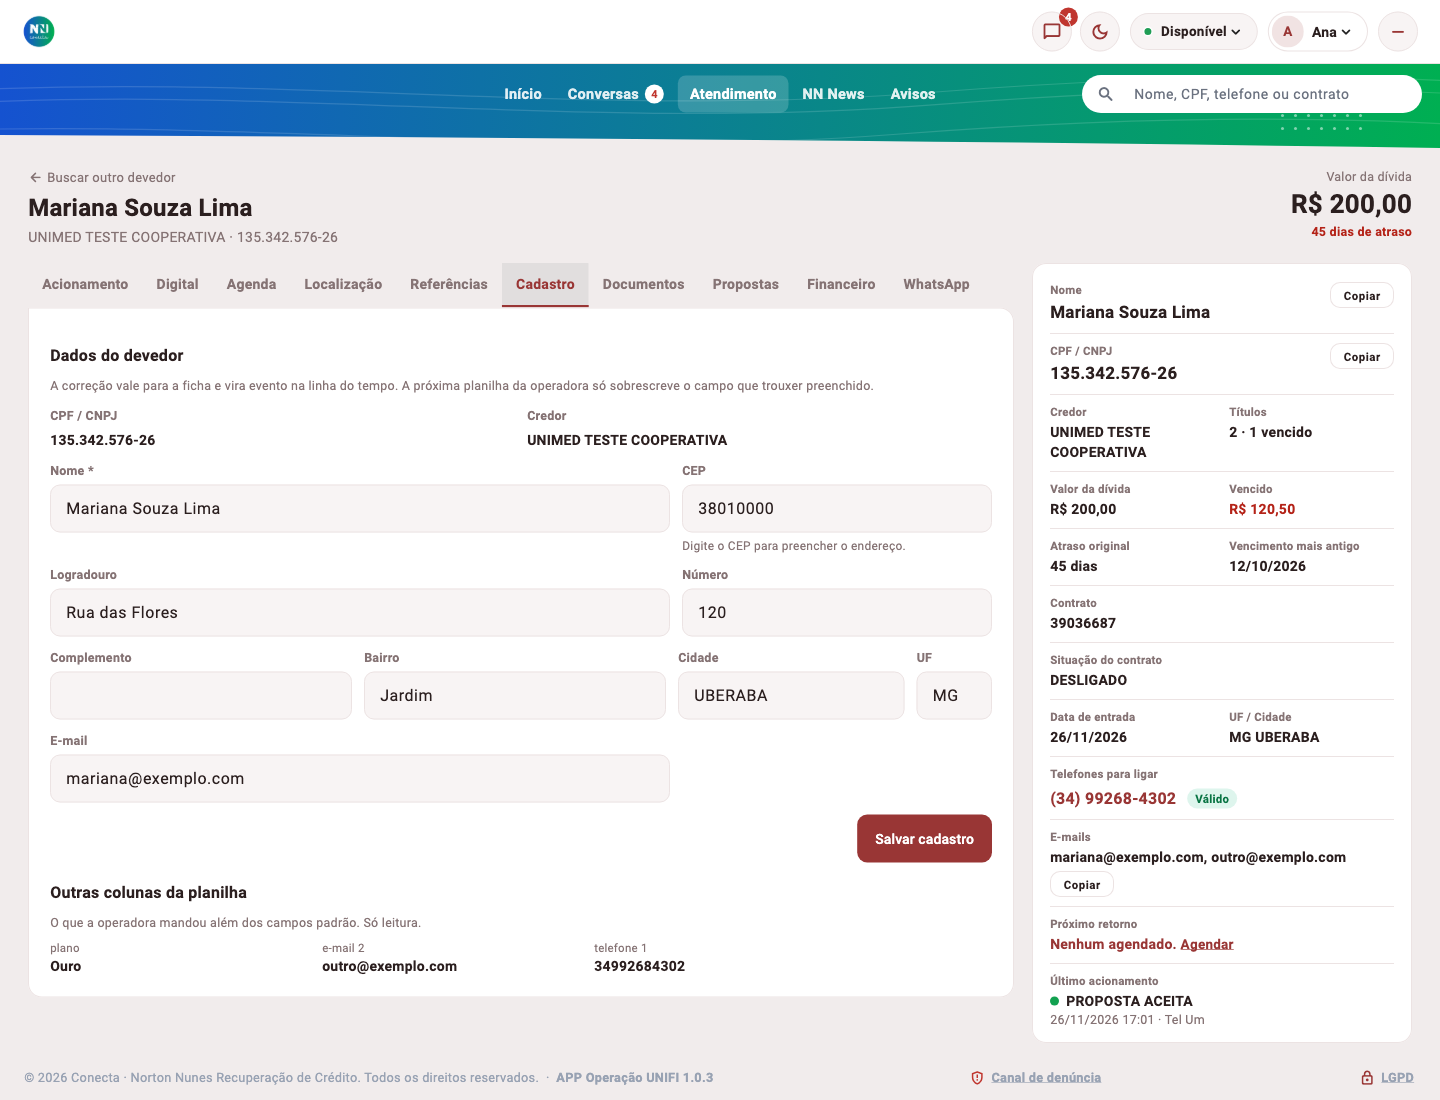 NN
4
Disponível
A
Ana
Início
Conversas 4
Atendimento
NN News
Avisos
Nome, CPF, telefone ou contrato
Buscar outro devedor
Mariana Souza Lima
UNIMED TESTE COOPERATIVA · 135.342.576-26
Valor da dívida
R$ 200,00
45 dias de atraso
Acionamento
Digital
Agenda
Localização
Referências
Cadastro
Documentos
Propostas
Financeiro
WhatsApp
Dados do devedor
A correção vale para a ficha e vira evento na linha do tempo. A próxima planilha da operadora só sobrescreve o campo que trouxer preenchido.
CPF / CNPJ
135.342.576-26
Credor
UNIMED TESTE COOPERATIVA
Nome *
Mariana Souza Lima
CEP
38010000
Digite o CEP para preencher o endereço.
Logradouro
Rua das Flores
Número
120
Complemento
Bairro
Jardim
Cidade
UBERABA
UF
MG
E-mail
mariana@exemplo.com
Salvar cadastro
Outras colunas da planilha
O que a operadora mandou além dos campos padrão. Só leitura.
plano
Ouro
e-mail 2
outro@exemplo.com
telefone 1
34992684302
Nome
Mariana Souza Lima
Copiar
CPF / CNPJ
135.342.576-26
Copiar
Credor
UNIMED TESTE
COOPERATIVA
Títulos
2 · 1 vencido
Valor da dívida
R$ 200,00
Vencido
R$ 120,50
Atraso original
45 dias
Vencimento mais antigo
12/10/2026
Contrato
39036687
Situação do contrato
DESLIGADO
Data de entrada
26/11/2026
UF / Cidade
MG UBERABA
Telefones para ligar
(34) 99268-4302 Válido
E-mails
mariana@exemplo.com, outro@exemplo.com
Copiar
Próximo retorno
Nenhum agendado. Agendar
Último acionamento
PROPOSTA ACEITA
26/11/2026 17:01 · Tel Um
© 2026 Conecta · Norton Nunes Recuperação de Crédito. Todos os direitos reservados. · APP Operação UNIFI 1.0.3
Canal de denúncia
LGPD